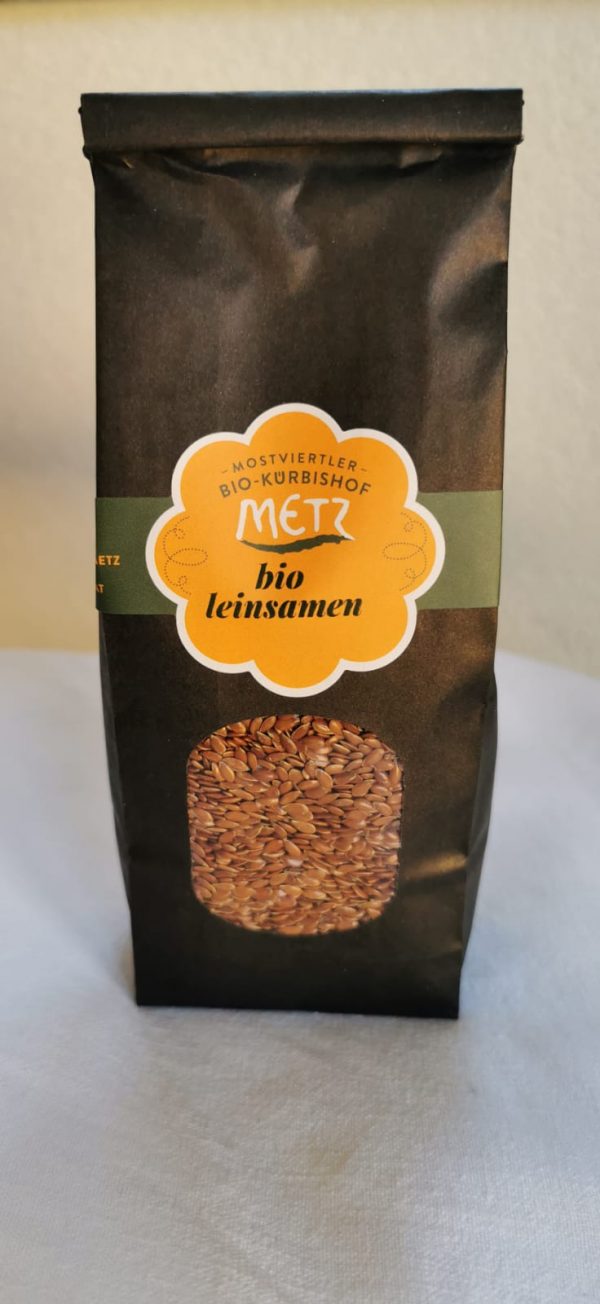 -MOSTVIERTLER-
BIO-KÜRBISHOF
METZ
bio
leinsamen